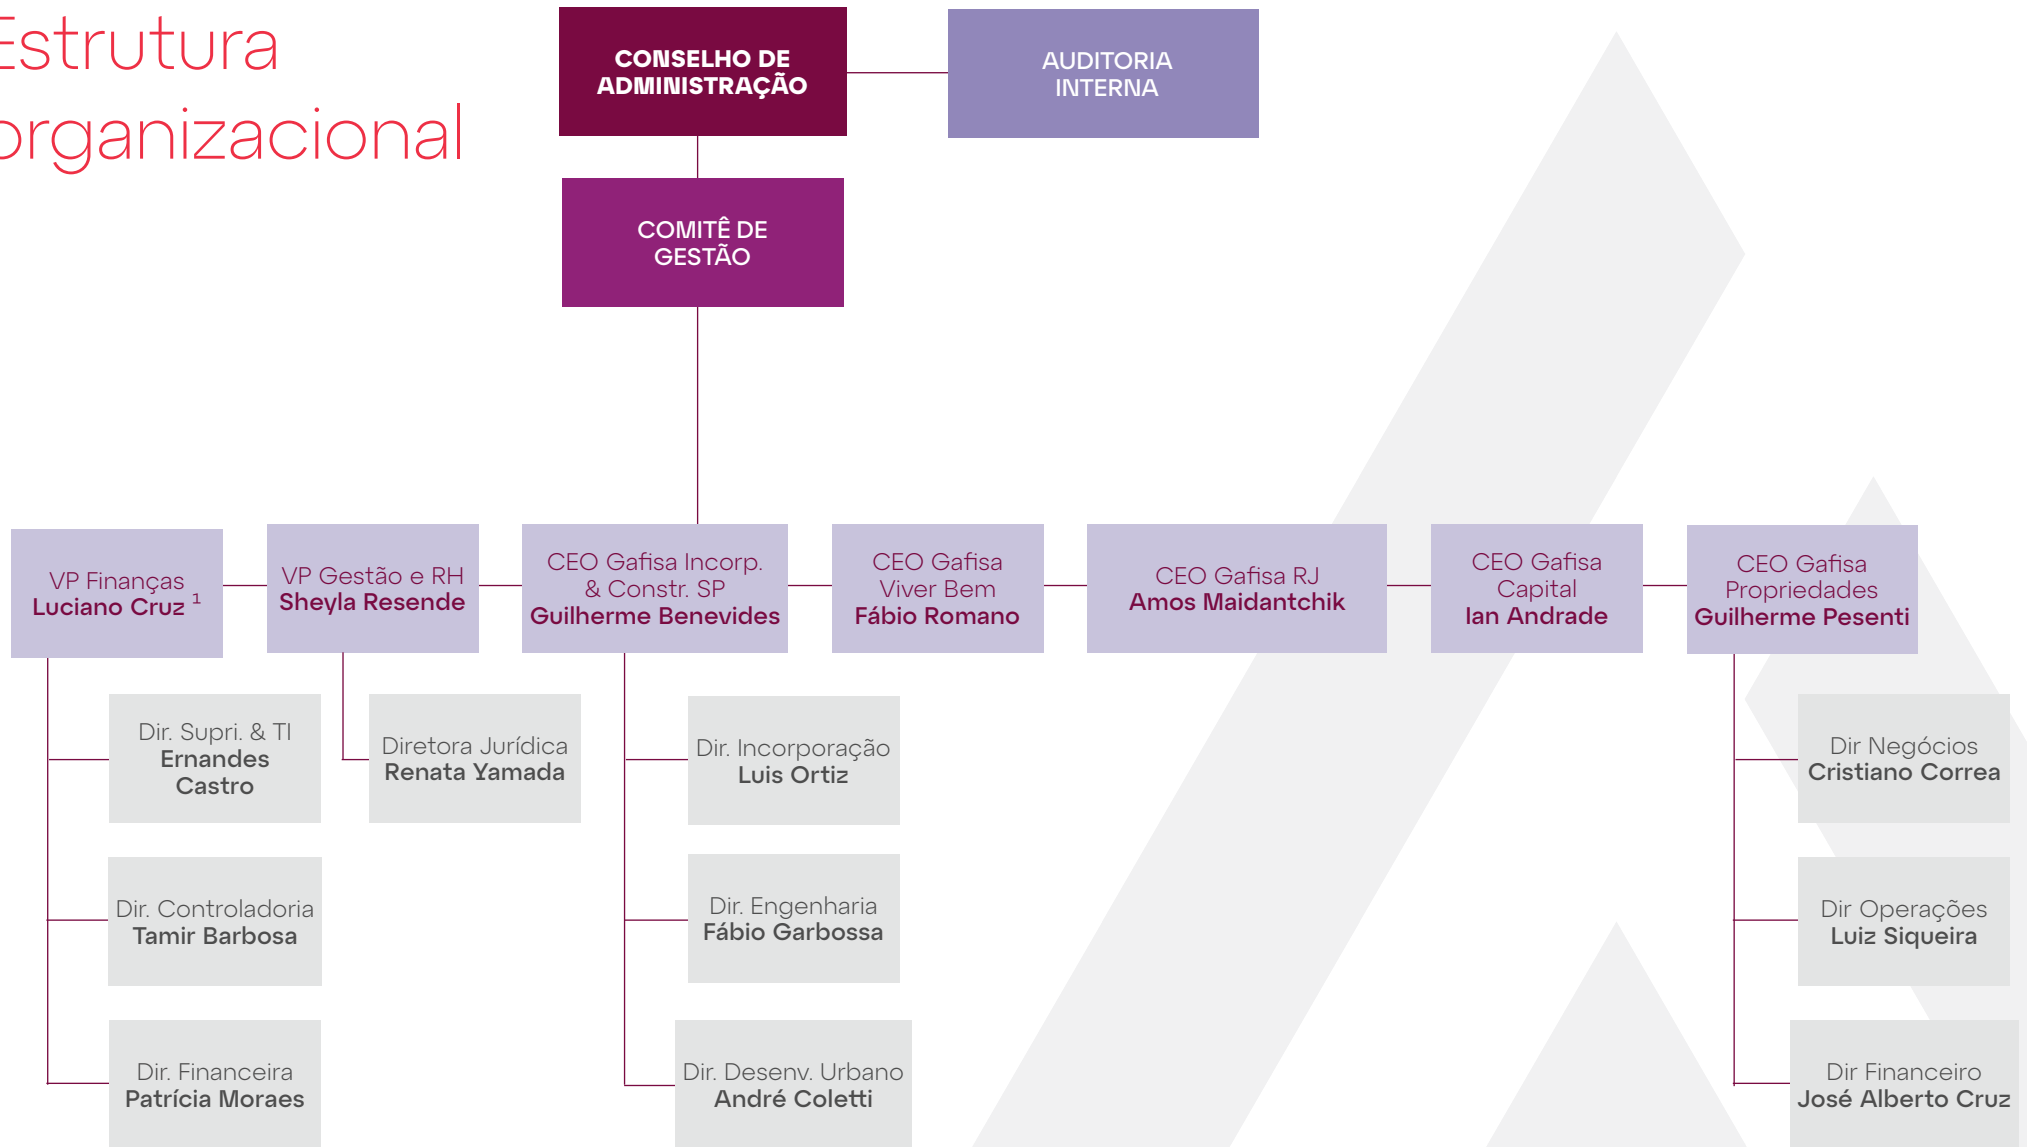 Estrutura
organizacional
CONSELHO DE
ADMINISTRAÇÃO
AUDITORIA
INTERNA
COMITÊ DE
GESTÃO
VP Finanças
Luciano Cruz ¹
VP Gestão e RH
Sheyla Resende
CEO Gafisa Incorp.
& Constr. SP
Guilherme Benevides
CEO Gafisa
Viver Bem
Fábio Romano
CEO Gafisa RJ
Amos Maidantchik
CEO Gafisa
Capital
Ian Andrade
CEO Gafisa
Propriedades
Guilherme Pesenti
Dir. Supri. & TI
Ernandes
Castro
Dir. Controladoria
Tamir Barbosa
Dir. Financeira
Patrícia Moraes
Diretora Jurídica
Renata Yamada
Dir. Incorporação
Luis Ortiz
Dir. Engenharia
Fábio Garbossa
Dir. Desenv. Urbano
André Coletti
Dir Negócios
Cristiano Correa
Dir Operações
Luiz Siqueira
Dir Financeiro
José Alberto Cruz